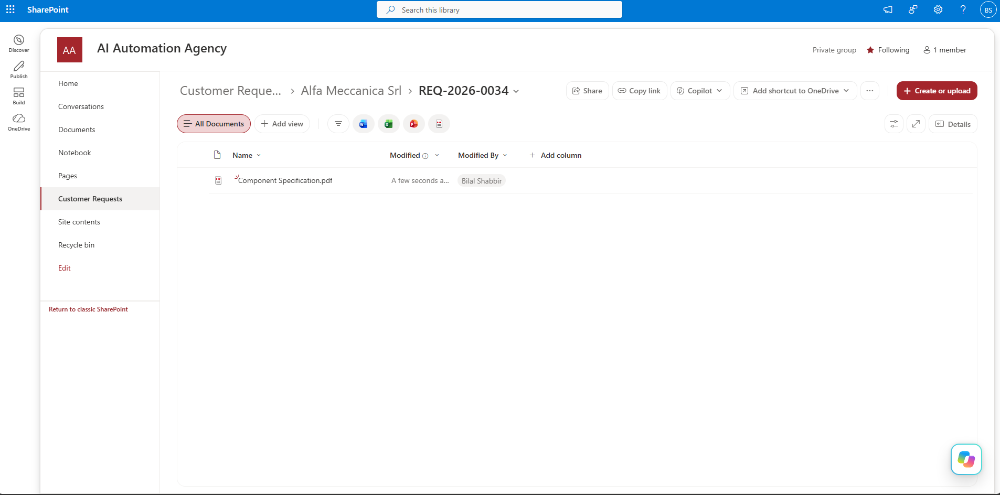 SharePoint
Search this library
BS
Discover
Publish
Build
OneDrive
AA
AI Automation Agency
Private group
Following
1 member
Home
Conversations
Documents
Notebook
Pages
Customer Requests
Site contents
Recycle bin
Edit
Return to classic SharePoint
Customer Reque... > Alfa Meccanica Srl > REQ-2026-0034
Share
Copy link
Copilot
Add shortcut to OneDrive
...
+ Create or upload
All Documents
+ Add view
Details
Name Modified Modified By + Add column
Component Specification.pdf A few seconds a... Bilal Shabbir